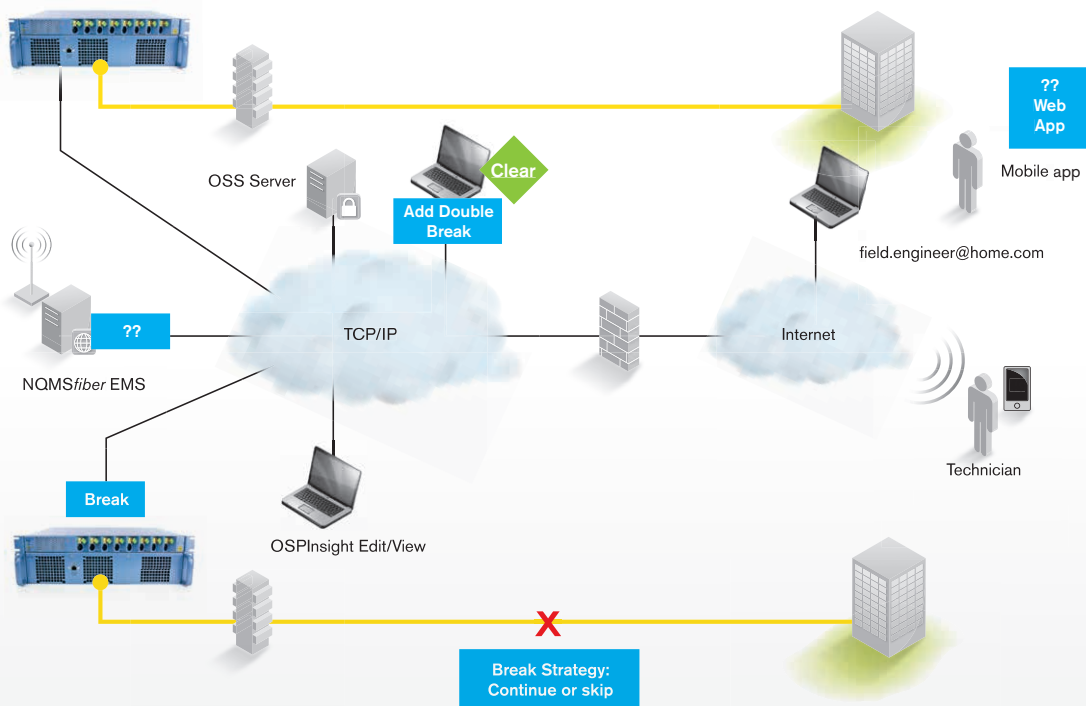 ??
Web
App
Mobile app
OSS Server
Clear
Add Double
Break
field.engineer@home.com
TCP/IP
Internet
??
NQMSfiber EMS
Technician
Break
OSPInsight Edit/View
X
Break Strategy:
Continue or skip